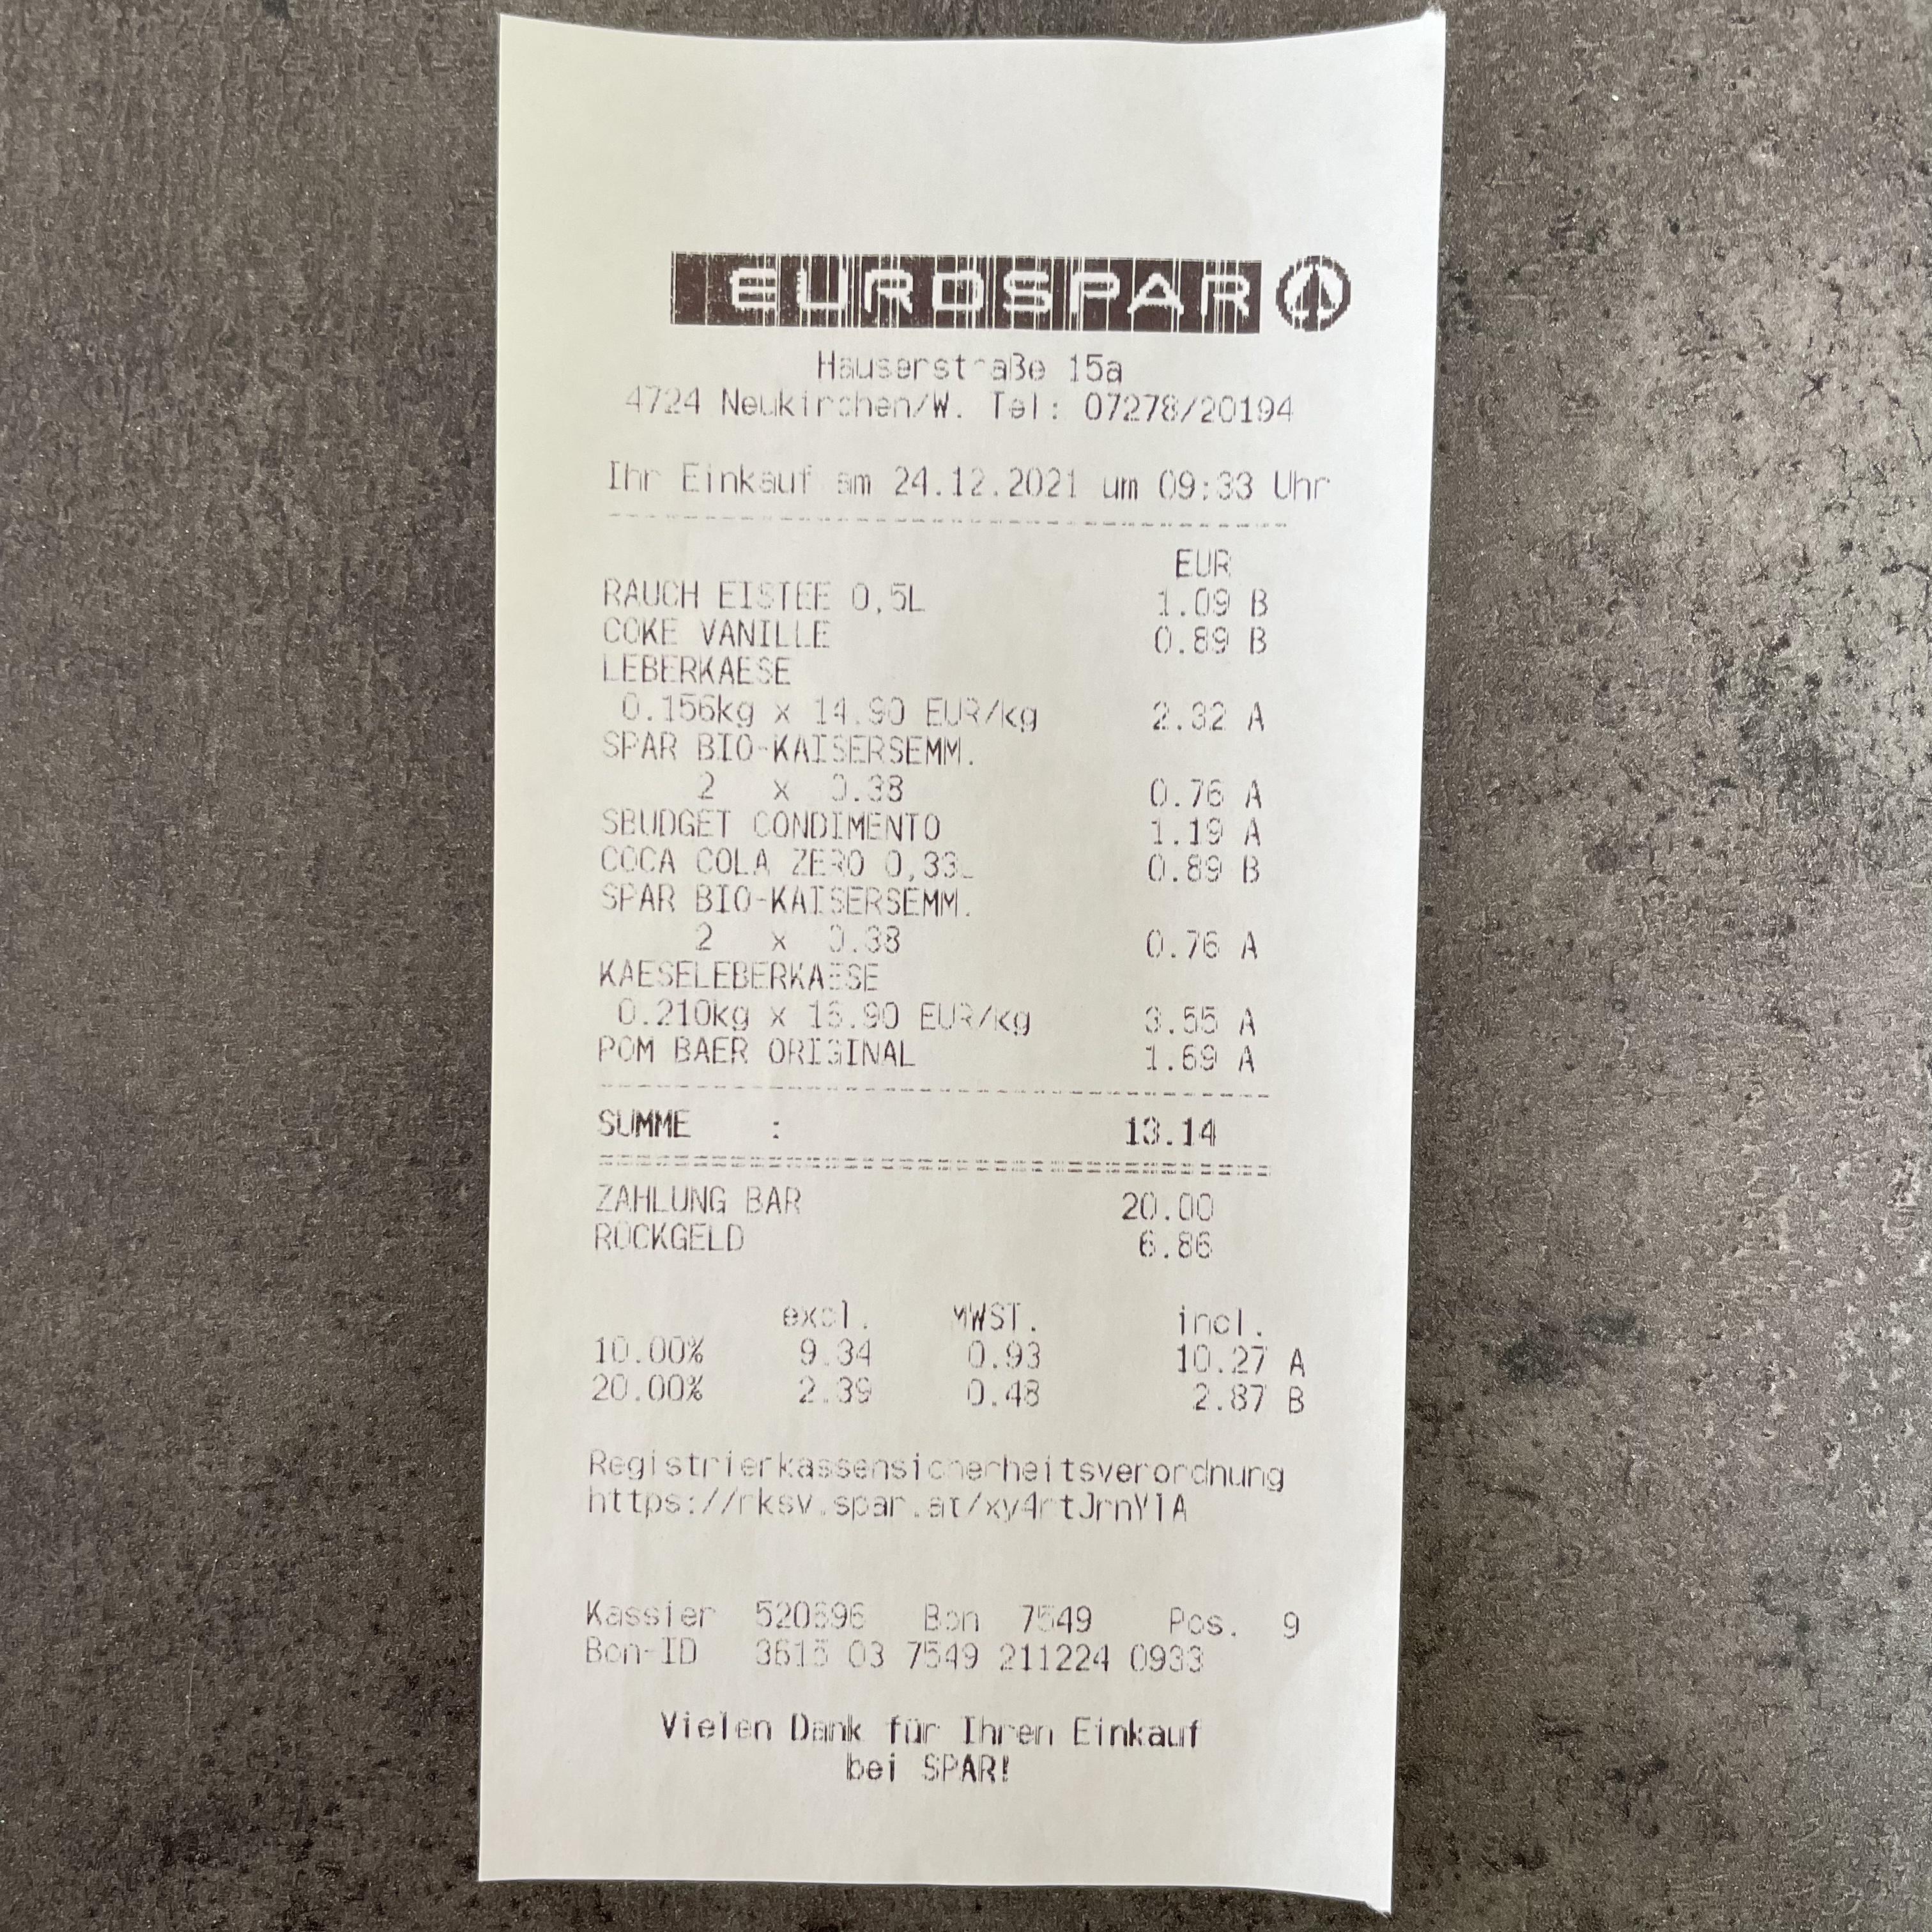 EUROSPAR
Hauserstraße 15a
4724 Neukirchen/W. Tel: 07278/20194
Ihr Einkauf am 24.12.2021 um 09:33 Uhr
EUR
RAUCH EISTEE 0,5L 1.09 B
COKE VANILLE 0.89 B
LEBERKAESE
0.156kg x 14.90 EUR/kg 2.32 A
SPAR BIO-KAISERSEMM.
2 x 0.38 0.76 A
SBUDGET CONDIMENTO 1.19 A
COCA COLA ZERO 0,33L 0.89 B
SPAR BIO-KAISERSEMM.
2 x 0.38 0.76 A
KAESELEBERKAESE
0.210kg x 16.90 EUR/kg 3.55 A
POM BAER ORIGINAL 1.69 A
SUMME : 13.14
ZAHLUNG BAR 20.00
RÜCKGELD 6.86
excl. MWST. incl.
10.00% 9.34 0.93 10.27 A
20.00% 2.39 0.48 2.87 B
Registrierkassensicherheitsverordnung
Kassier Bon 7549 Pos. 9
Bon-ID 3615 03 7549 211224 0933
Vielen Dank für Ihren Einkauf
bei SPAR!